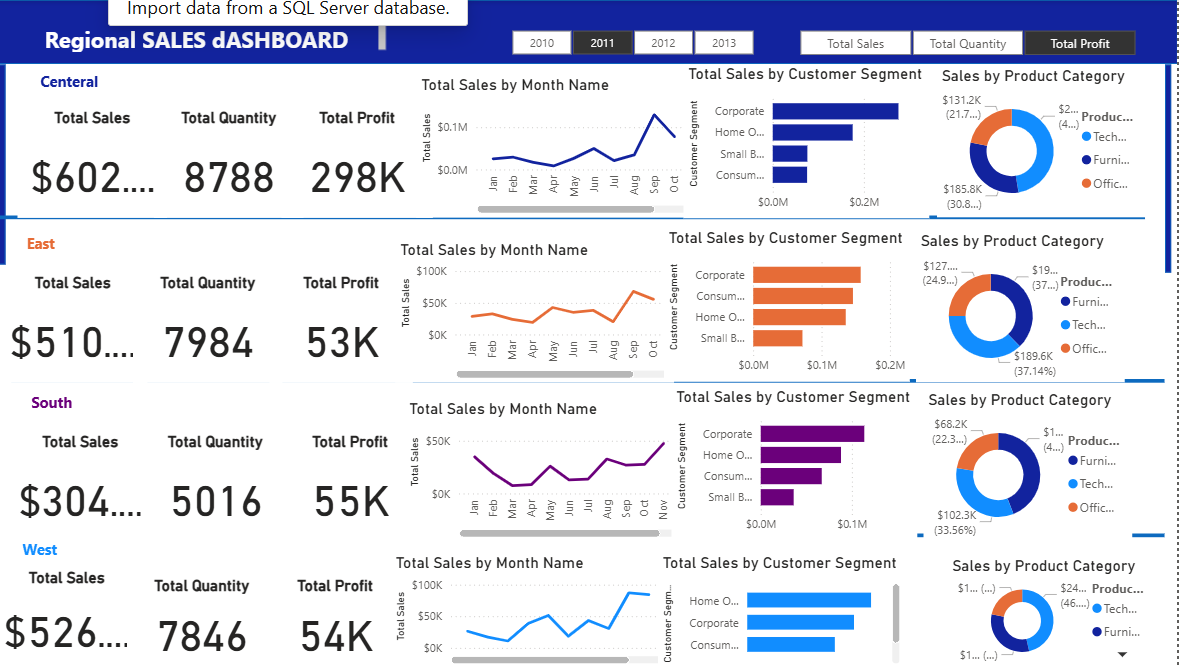 Import data from a SQL Server database.
Regional SALES dASHBOARD
2010
2011
2012
2013
Total Sales
Total Quantity
Total Profit
Centeral
Total Sales
Total Quantity
Total Profit
$602....
8788
298K
Total Sales by Month Name
Total Sales
$0.1M
$0.0M
Jan
Feb
Mar
Apr
May
Jun
Jul
Aug
Sep
Oct
Total Sales by Customer Segment
Customer Segment
Corporate
Home O...
Small B...
Consum...
$0.0M
$0.2M
Sales by Product Category
$131.2K
(21.7...)
$2...
(4...)
$185.8K
(30.8...)
Produc...
Tech...
Furni...
Offic...
East
Total Sales
Total Quantity
Total Profit
$510....
7984
53K
Total Sales by Month Name
Total Sales
$100K
$50K
$0K
Jan
Feb
Mar
Apr
May
Jun
Jul
Aug
Sep
Oct
Total Sales by Customer Segment
Customer Segment
Corporate
Consum...
Home O...
Small B...
$0.0M
$0.1M
$0.2M
Sales by Product Category
$127....
(24.9...)
$19...
(37...)
$189.6K
(37.14%)
Produc...
Furni...
Tech...
Offic...
South
Total Sales
Total Quantity
Total Profit
$304....
5016
55K
Total Sales by Month Name
Total Sales
$50K
$0K
Jan
Feb
Mar
Apr
May
Jun
Jul
Aug
Sep
Oct
Nov
Total Sales by Customer Segment
Customer Segment
Corporate
Home O...
Consum...
Small B...
$0.0M
$0.1M
Sales by Product Category
$68.2K
(22.3...)
$1...
(4...)
$102.3K
(33.56%)
Produc...
Furni...
Tech...
Offic...
West
Total Sales
Total Quantity
Total Profit
$526....
7846
54K
Total Sales by Month Name
Total Sales
$100K
$50K
$0K
Total Sales by Customer Segment
Customer Segm...
Home O...
Corporate
Consum...
Sales by Product Category
$1... (...)
$24...
(46....)
$1... (...)
Produc...
Tech...
Furni...